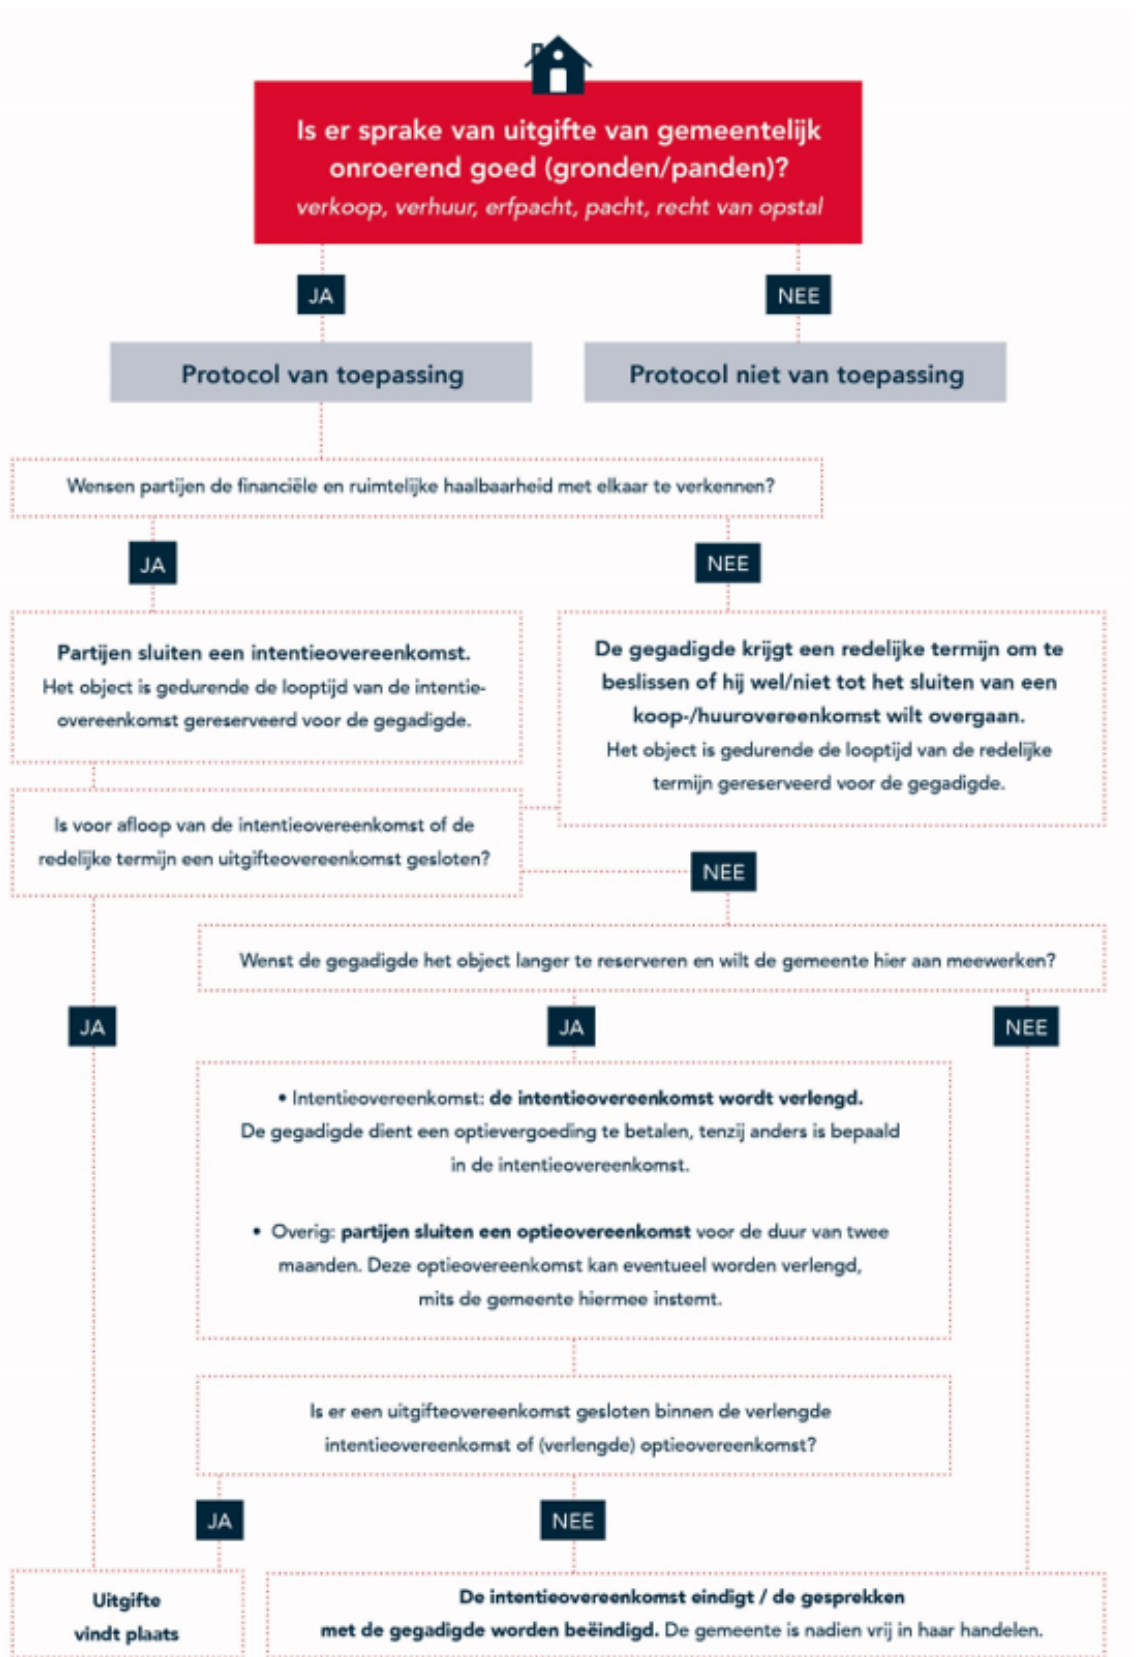 Is er sprake van uitgifte van gemeentelijk
onroerend goed (gronden/panden)?
verkoop, verhuur, erfpacht, pacht, recht van opstal
JA
NEE
Protocol van toepassing
Protocol niet van toepassing
Wensen partijen de financiële en ruimtelijke haalbaarheid met elkaar te verkennen?
JA
NEE
Partijen sluiten een intentieovereenkomst.
Het object is gedurende de looptijd van de intentie-
overeenkomst gereserveerd voor de gegadigde.
De gegadigde krijgt een redelijke termijn om te
beslissen of hij wel/niet tot het sluiten van een
koop-/huurovereenkomst wilt overgaan.
Het object is gedurende de looptijd van de redelijke
termijn gereserveerd voor de gegadigde.
Is voor afloop van de intentieovereenkomst of de
redelijke termijn een uitgifteovereenkomst gesloten?
NEE
Wenst de gegadigde het object langer te reserveren en wilt de gemeente hier aan meewerken?
JA
JA
NEE
• Intentieovereenkomst: de intentieovereenkomst wordt verlengd.
De gegadigde dient een optievergoeding te betalen, tenzij anders is bepaald
in de intentieovereenkomst.
• Overig: partijen sluiten een optieovereenkomst voor de duur van twee
maanden. Deze optieovereenkomst kan eventueel worden verlengd,
mits de gemeente hiermee instemt.
Is er een uitgifteovereenkomst gesloten binnen de verlengde
intentieovereenkomst of (verlengde) optieovereenkomst?
JA
NEE
Uitgifte
vindt plaats
De intentieovereenkomst eindigt / de gesprekken
met de gegadigde worden beëindigd. De gemeente is nadien vrij in haar handelen.